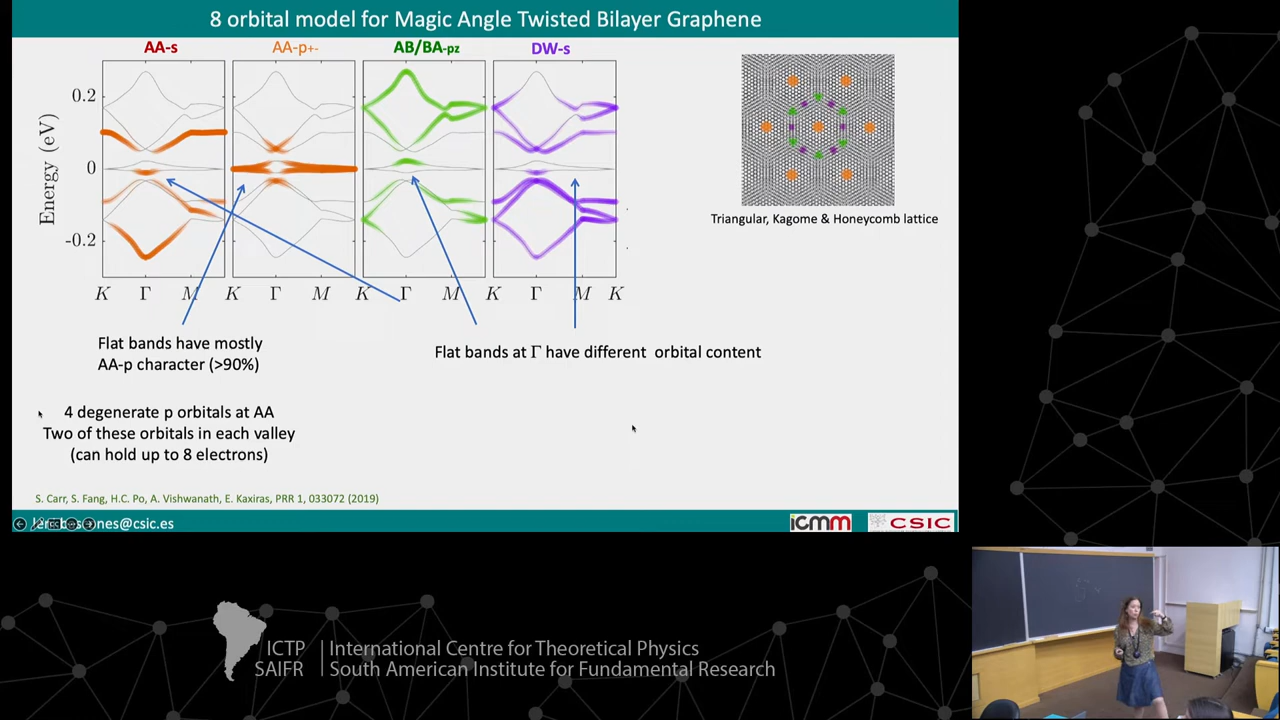 8 orbital model for Magic Angle Twisted Bilayer Graphene
AA-s
AA-p+-
AB/BA-pz
DW-s
Energy (eV)
0.2
0
-0.2
K Γ M K Γ M K Γ M K Γ M K
Triangular, Kagome & Honeycomb lattice
Flat bands have mostly
AA-p character (>90%)
Flat bands at Γ have different orbital content
4 degenerate p orbitals at AA
Two of these orbitals in each valley
(can hold up to 8 electrons)
S. Carr, S. Fang, H.C. Po, A. Vishwanath, E. Kaxiras, PRR 1, 033072 (2019)
@csic.es
icmm
CSIC
ICTP
SAIFR
International Centre for Theoretical Physics
South American Institute for Fundamental Research